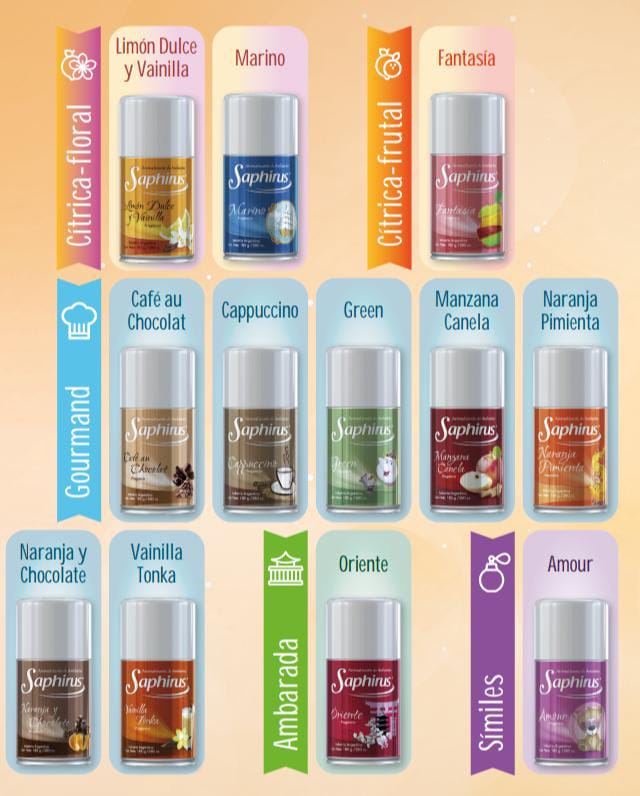 Cítrica-floral
Limón Dulce
y Vainilla
Saphirus
Limón Dulce
y Vainilla
Marino
Saphirus
Marino
Cítrica-frutal
Fantasía
Saphirus
Fantasía
Gourmand
Café au
Chocolat
Saphirus
Café au
Chocolat
Cappuccino
Saphirus
Cappuccino
Green
Saphirus
Green
Manzana
Canela
Saphirus
Manzana
Canela
Naranja
Pimienta
Saphirus
Naranja
Pimienta
Naranja y
Chocolate
Saphirus
Naranja y
Chocolate
Vainilla
Tonka
Saphirus
Vainilla
Tonka
Ambarada
Oriente
Saphirus
Oriente
Símiles
Amour
Saphirus
Amour